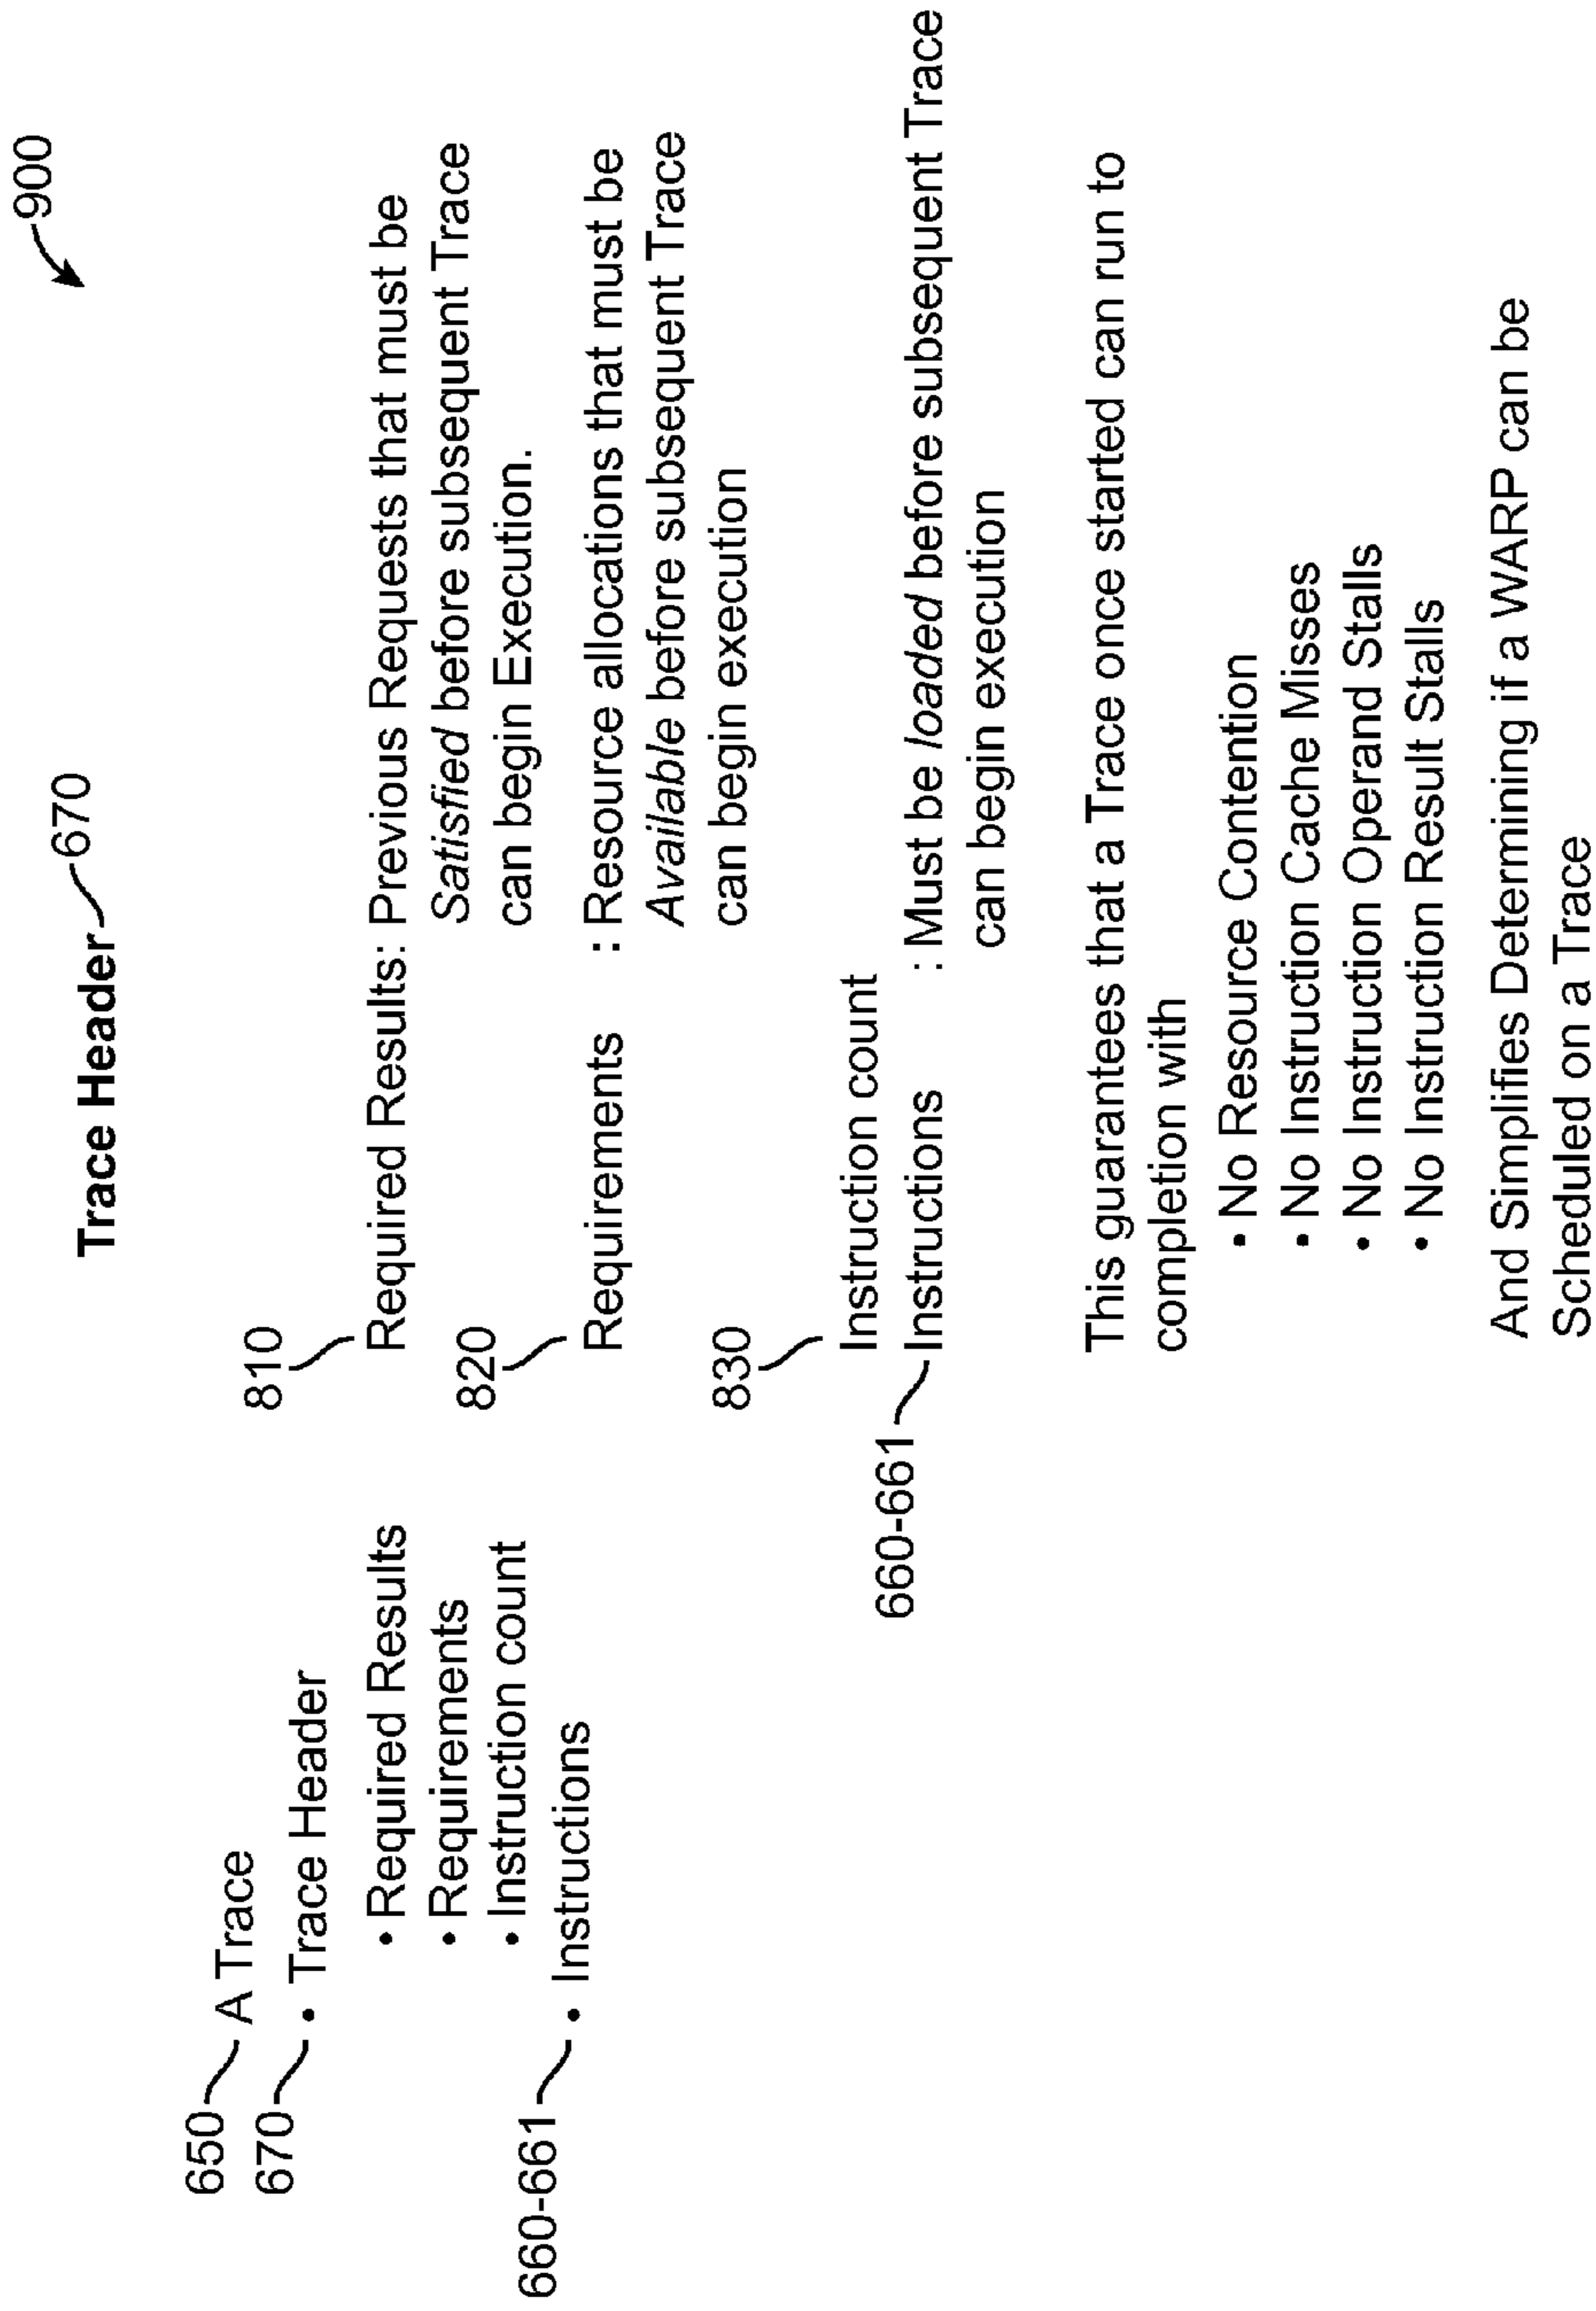 900
Trace Header 670
650 A Trace
670 • Trace Header
• Required Results
• Requirements
• Instruction count
660-661 • Instructions
810
Required Results: Previous Requests that must be
Satisfied before subsequent Trace
can begin Execution.
820
Requirements : Resource allocations that must be
Available before subsequent Trace
can begin execution
830
Instruction count
660-661 Instructions : Must be loaded before subsequent Trace
can begin execution
This guarantees that a Trace once started can run to
completion with
• No Resource Contention
• No Instruction Cache Misses
• No Instruction Operand Stalls
• No Instruction Result Stalls
And Simplifies Determining if a WARP can be
Scheduled on a Trace